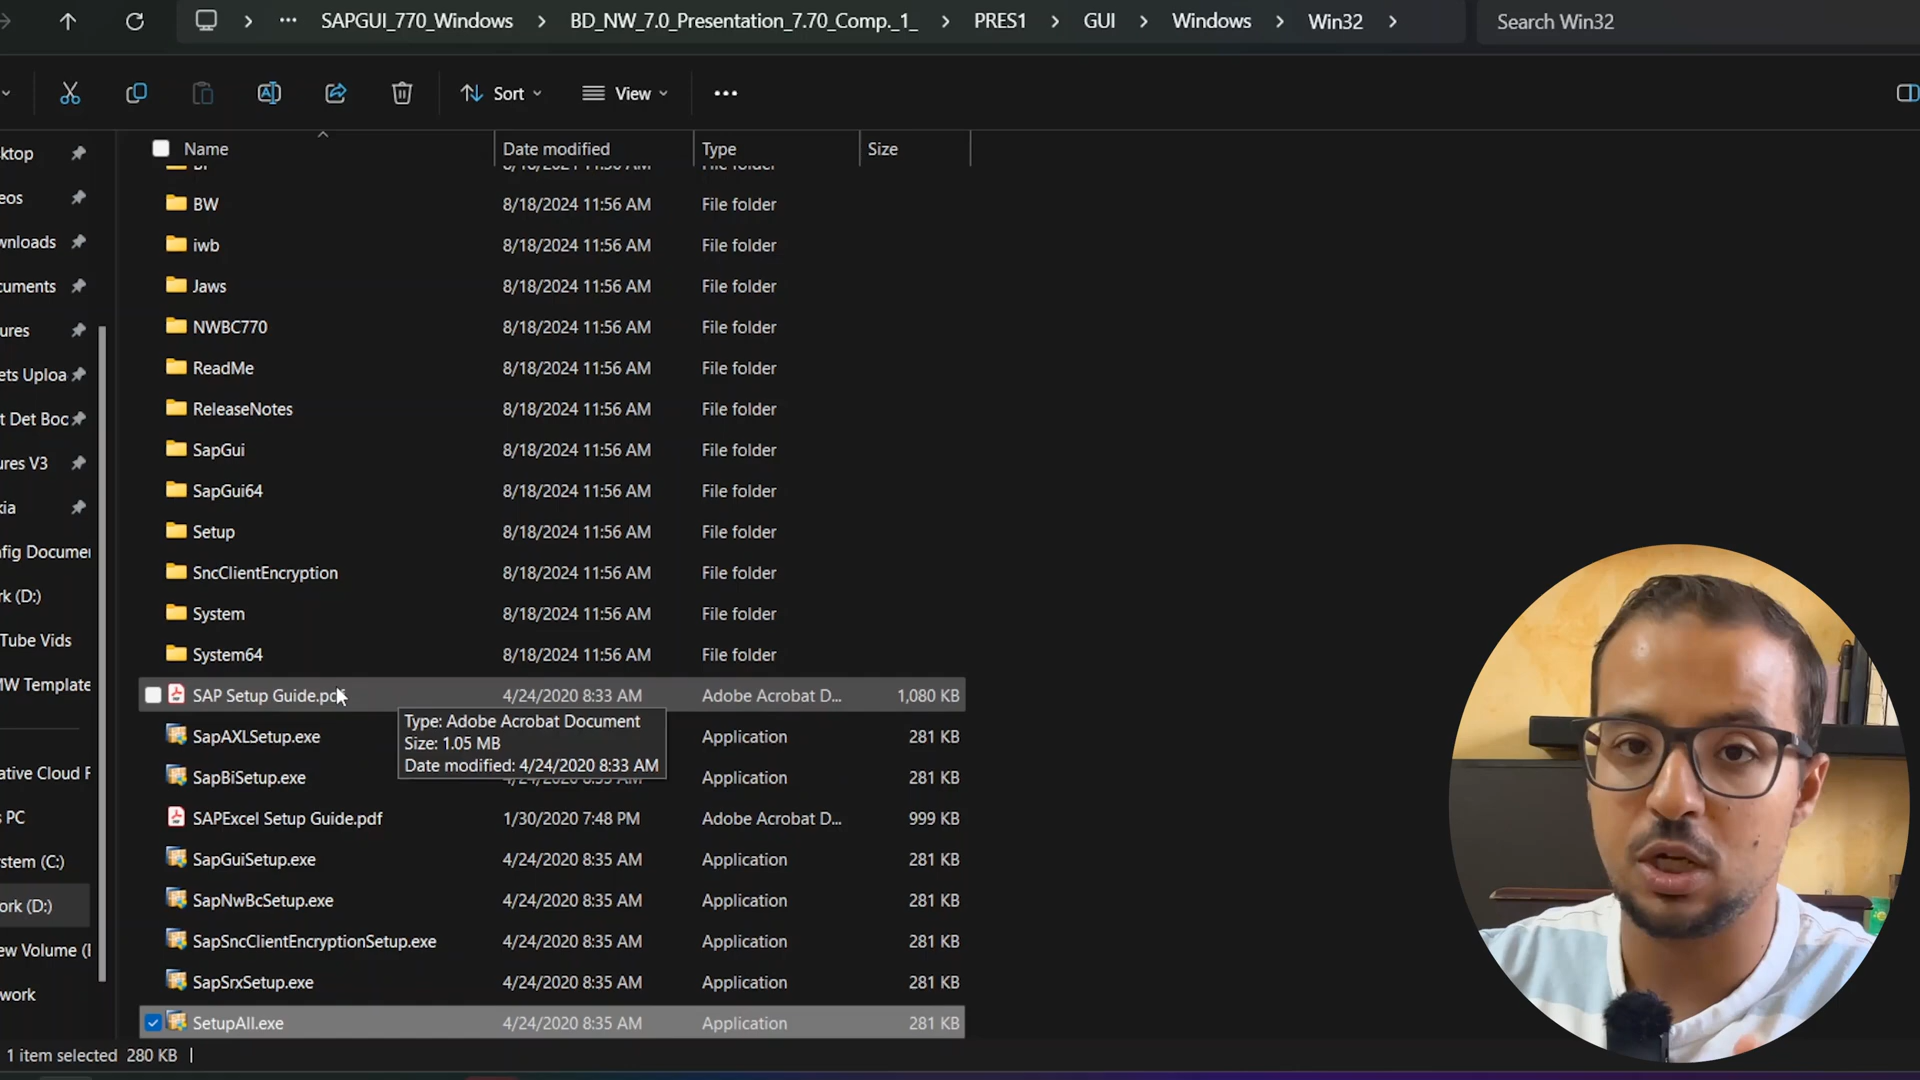 SAPGUI_770_Windows > BD_NW_7.0_Presentation_7.70_Comp._1_ > PRES1 > GUI > Windows > Win32 >
Search Win32
Sort
View
Name Date modified Type Size
BW 8/18/2024 11:56 AM File folder
iwb 8/18/2024 11:56 AM File folder
Jaws 8/18/2024 11:56 AM File folder
NWBC770 8/18/2024 11:56 AM File folder
ReadMe 8/18/2024 11:56 AM File folder
ReleaseNotes 8/18/2024 11:56 AM File folder
SapGui 8/18/2024 11:56 AM File folder
SapGui64 8/18/2024 11:56 AM File folder
Setup 8/18/2024 11:56 AM File folder
SncClientEncryption 8/18/2024 11:56 AM File folder
System 8/18/2024 11:56 AM File folder
System64 8/18/2024 11:56 AM File folder
SAP Setup Guide.pdf 4/24/2020 8:33 AM Adobe Acrobat D... 1,080 KB
SapAXLSetup.exe Application 281 KB
SapBiSetup.exe Application 281 KB
SAPExcel Setup Guide.pdf 1/30/2020 7:48 PM Adobe Acrobat D... 999 KB
SapGuiSetup.exe 4/24/2020 8:35 AM Application 281 KB
SapNwBcSetup.exe 4/24/2020 8:35 AM Application 281 KB
SapSncClientEncryptionSetup.exe 4/24/2020 8:35 AM Application 281 KB
SapSrxSetup.exe 4/24/2020 8:35 AM Application 281 KB
SetupAll.exe 4/24/2020 8:35 AM Application 281 KB
Type: Adobe Acrobat Document
Size: 1.05 MB
Date modified: 4/24/2020 8:33 AM
ktop
eos
wnloads
cuments
ures
ets Uploa
t Det Boc
ures V3
kia
nfig Documen
rk (D:)
Tube Vids
MW Template
ative Cloud F
s PC
stem (C:)
ork (D:)
ew Volume (
work
1 item selected 280 KB